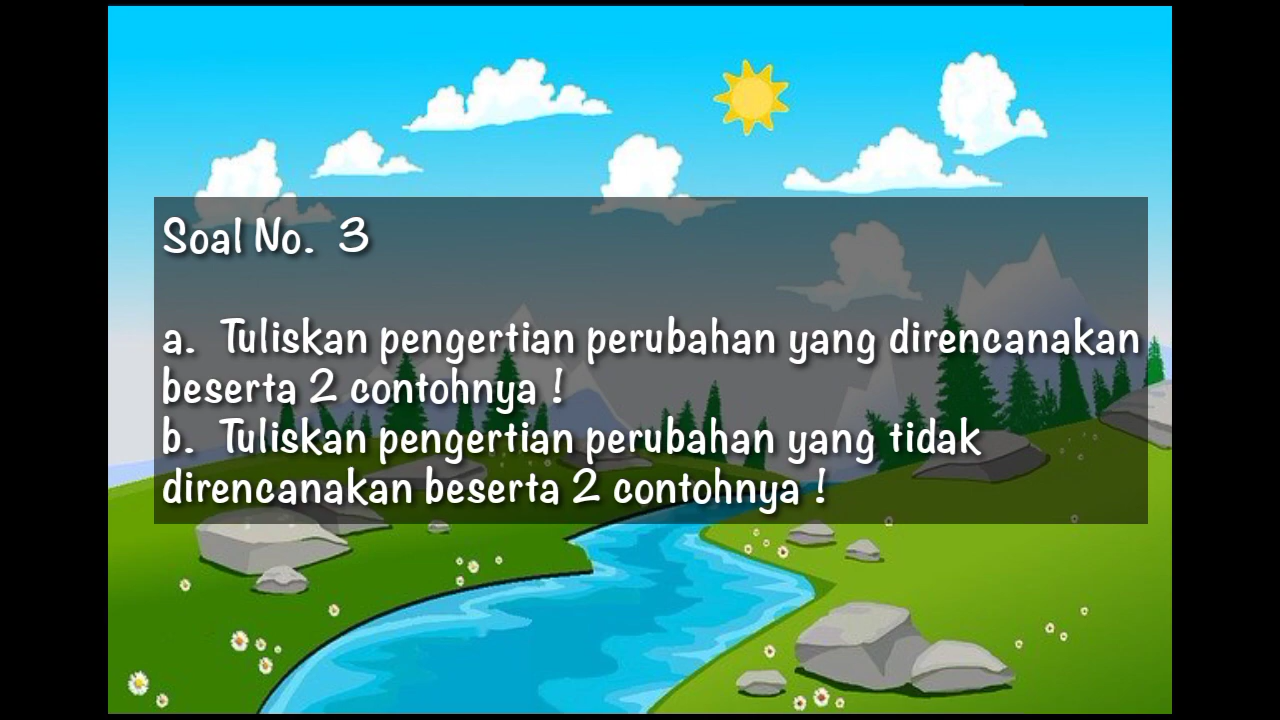 Soal No. 3
a. Tuliskan pengertian perubahan yang direncanakan
beserta 2 contohnya !
b. Tuliskan pengertian perubahan yang tidak
direncanakan beserta 2 contohnya !